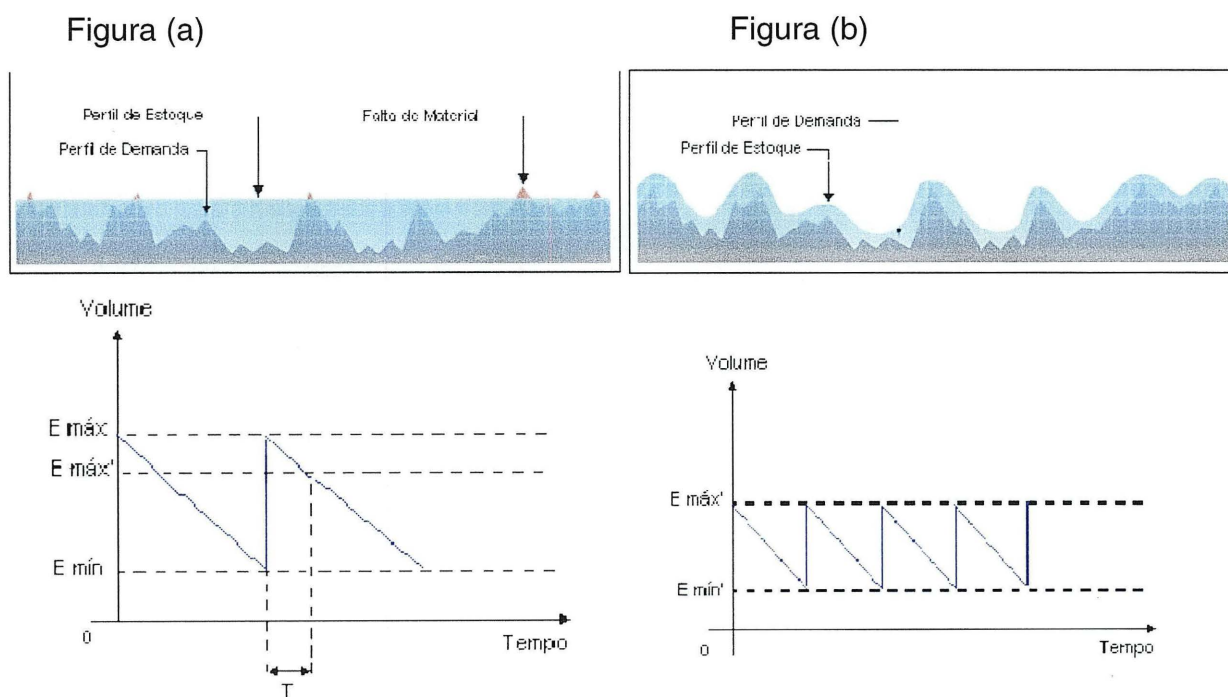 Figura (a)
Perfil de Estoque
Falta de Material
Perfil de Demanda
Volume
E máx
E máx'
E mín
0
Tempo
T
Figura (b)
Perfil de Demanda
Perfil de Estoque
Volume
E máx'
E mín'
0
Tempo